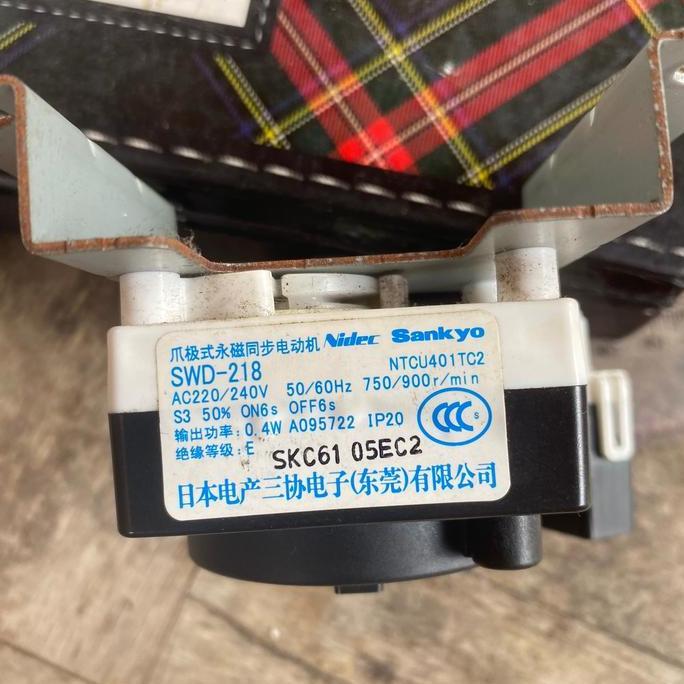 爪极式永磁同步电动机 Nidec Sankyo
SWD-218 NTCU401TC2
AC220/240V 50/60Hz 750/900r/min
S3 50% ON6s OFF6s
输出功率: 0.4W A095722 IP20
CCC s
绝缘等级: E SKC61 05EC2
日本电产三协电子(东莞)有限公司